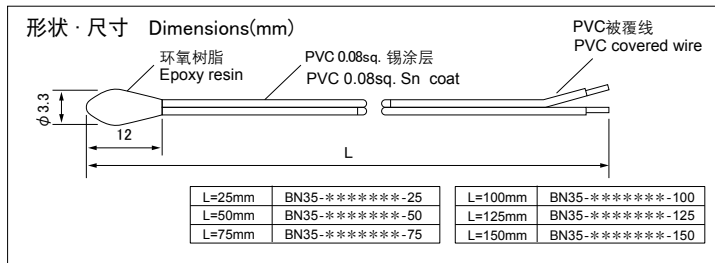 形状 · 尺寸 Dimensions(mm)
环氧树脂
Epoxy resin
PVC 0.08sq. 锡涂层
PVC 0.08sq. Sn coat
PVC被覆线
PVC covered wire
φ3.3
12
L
L=25mm BN35-*******-25
L=50mm BN35-*******-50
L=75mm BN35-*******-75
L=100mm BN35-*******-100
L=125mm BN35-*******-125
L=150mm BN35-*******-150